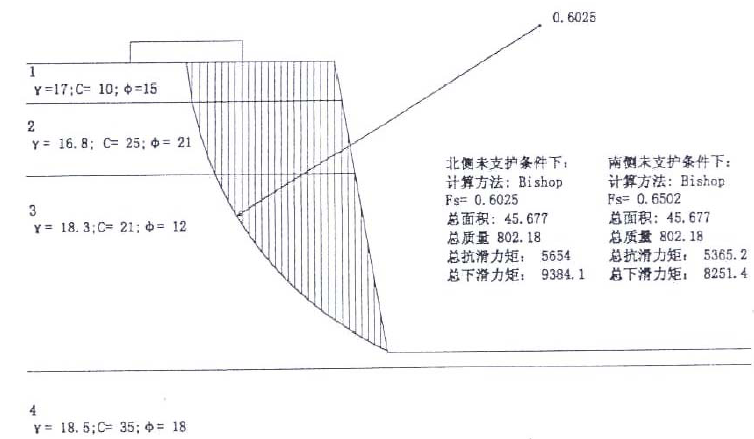 0.6025
1
γ=17;C= 10;φ=15
2
γ= 16.8; C= 25;φ= 21
3
γ= 18.3;C= 21;φ= 12
北侧未支护条件下:
计算方法: Bishop
Fs= 0.6025
总面积: 45.677
总质量 802.18
总抗滑力矩: 5654
总下滑力矩: 9384.1
南侧未支护条件下:
计算方法: Bishop
Fs= 0.6502
总面积: 45.677
总质量 802.18
总抗滑力矩: 5365.2
总下滑力矩: 8251.4
4
γ= 18.5;C= 35;φ= 18